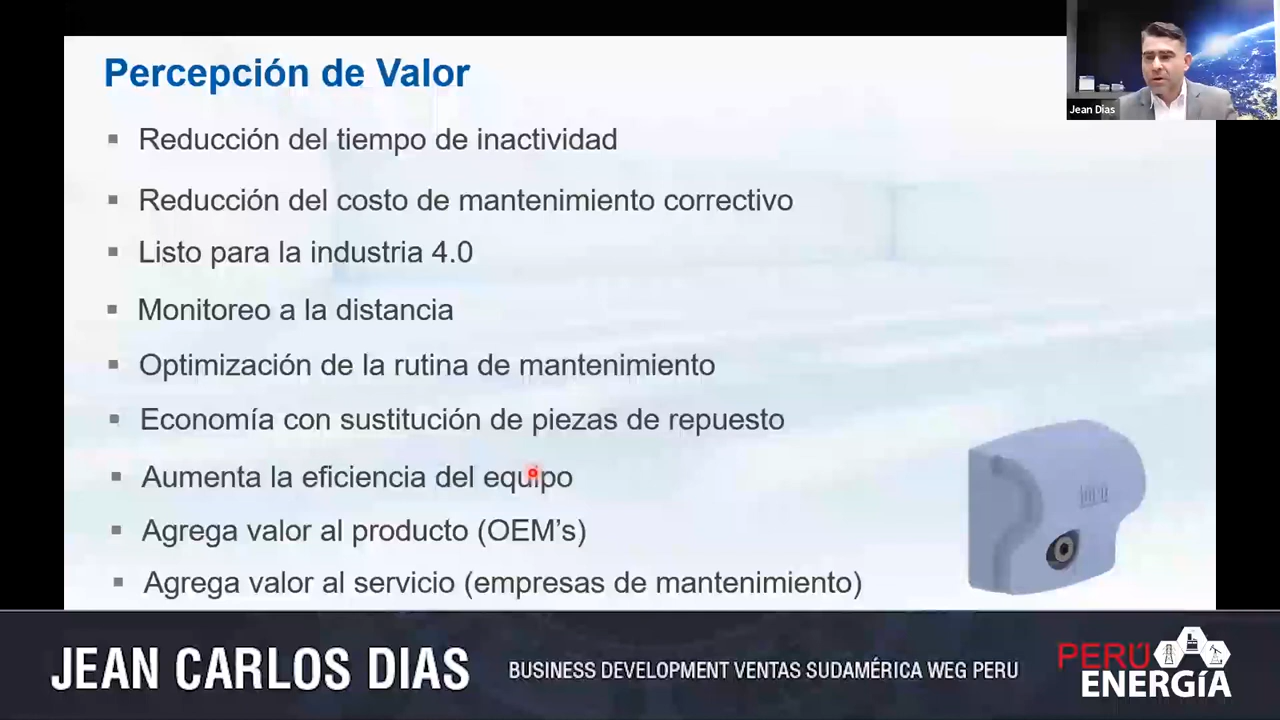 Percepción de Valor
Jean Dias
Reducción del tiempo de inactividad
Reducción del costo de mantenimiento correctivo
Listo para la industria 4.0
Monitoreo a la distancia
Optimización de la rutina de mantenimiento
Economía con sustitución de piezas de repuesto
Aumenta la eficiencia del equipo
Agrega valor al producto (OEM’s)
Agrega valor al servicio (empresas de mantenimiento)
JEAN CARLOS DIAS
BUSINESS DEVELOPMENT VENTAS SUDAMÉRICA WEG PERU
PERÚ
ENERGÍA